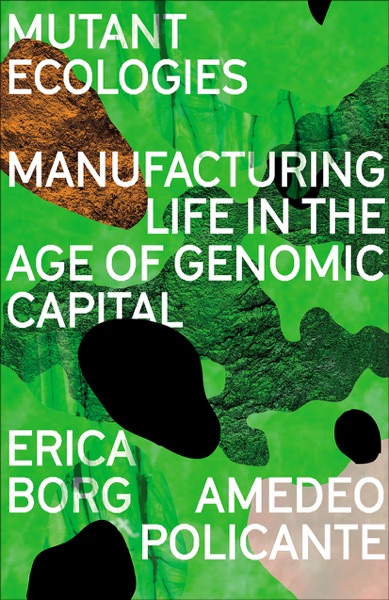 MUTANT
ECOLOGIES
MANUFACTURING
LIFE IN THE
AGE OF GENOMIC
CAPITAL
ERICA
BORG
AMEDEO
POLICANTE